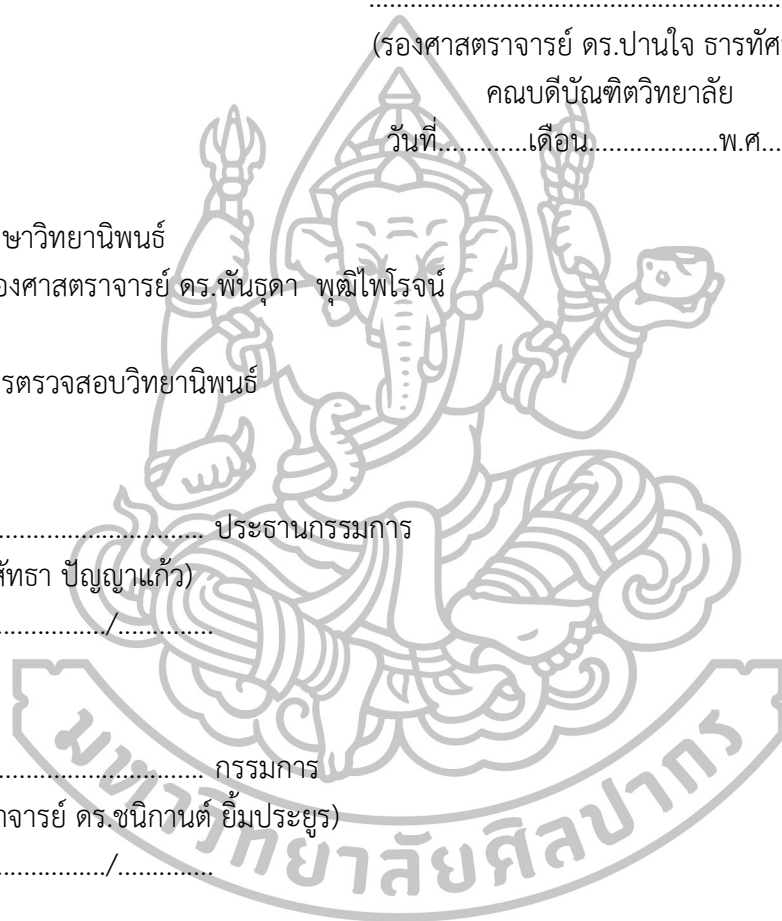 ................................................................
(รองศาสตราจารย์ ดร.ปานใจ ธารทัศ
คณบดีบัณฑิตวิทยาลัย
วันที่.............เดือน...................พ.ศ...
ษาวิทยานิพนธ์
องศาสตราจารย์ ดร.พันธุดา พุฒิไพโรจน์
รตรวจสอบวิทยานิพนธ์
.............................. ประธานกรรมการ
สัทธา ปัญญาแก้ว)
................/..............
.............................. กรรมการ
าจารย์ ดร.ชนิกานต์ ยิ้มประยูร)
................/..............
มหาวิทยาลัยศิลปากร